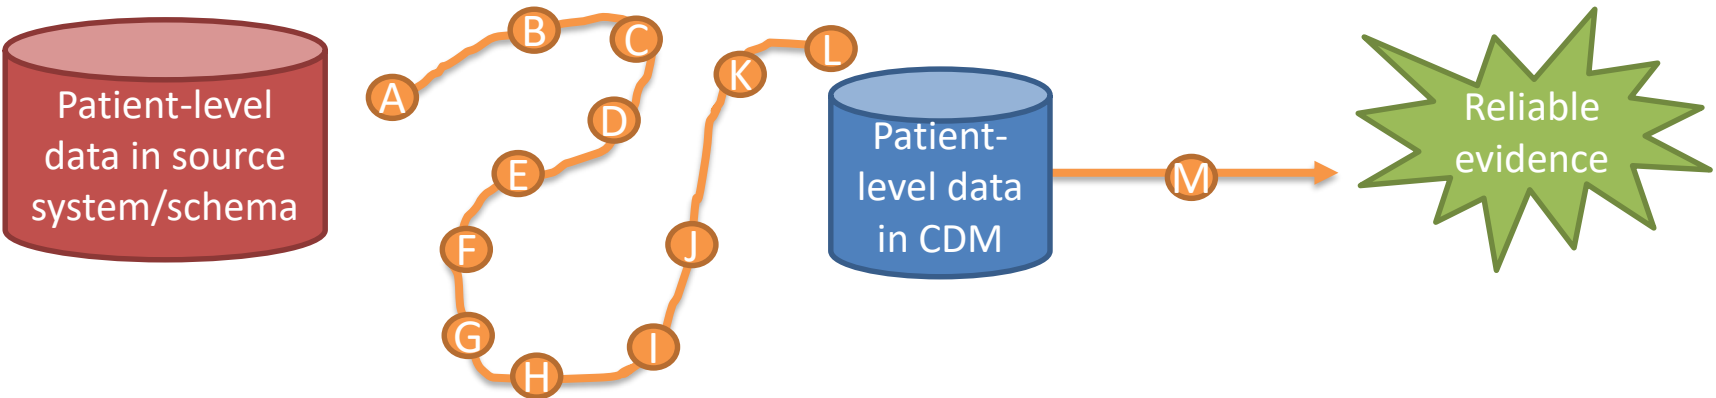 Patient-level
data in source
system/schema
A
B
C
D
E
F
G
H
I
J
K
L
Patient-
level data
in CDM
M
Reliable
evidence